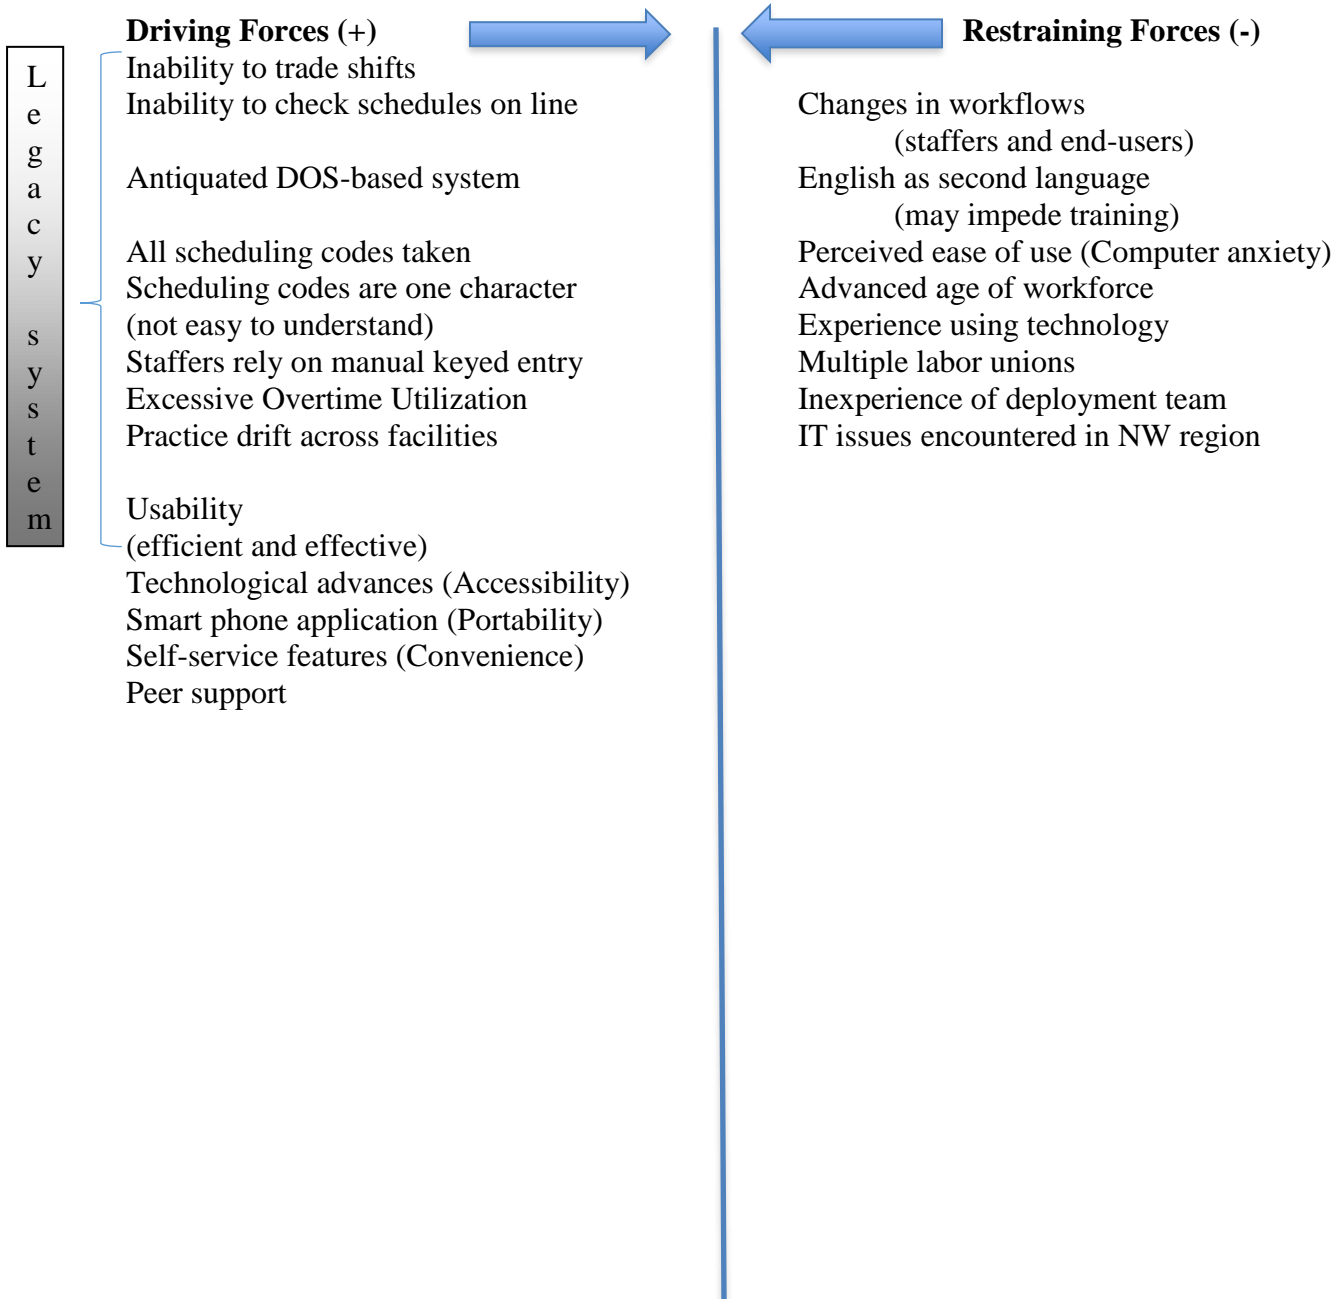 Legacy system
Driving Forces (+)
Inability to trade shifts
Inability to check schedules on line
Antiquated DOS-based system
All scheduling codes taken
Scheduling codes are one character
(not easy to understand)
Staffers rely on manual keyed entry
Excessive Overtime Utilization
Practice drift across facilities
Usability
(efficient and effective)
Technological advances (Accessibility)
Smart phone application (Portability)
Self-service features (Convenience)
Peer support
Restraining Forces (-)
Changes in workflows
(staffers and end-users)
English as second language
(may impede training)
Perceived ease of use (Computer anxiety)
Advanced age of workforce
Experience using technology
Multiple labor unions
Inexperience of deployment team
IT issues encountered in NW region